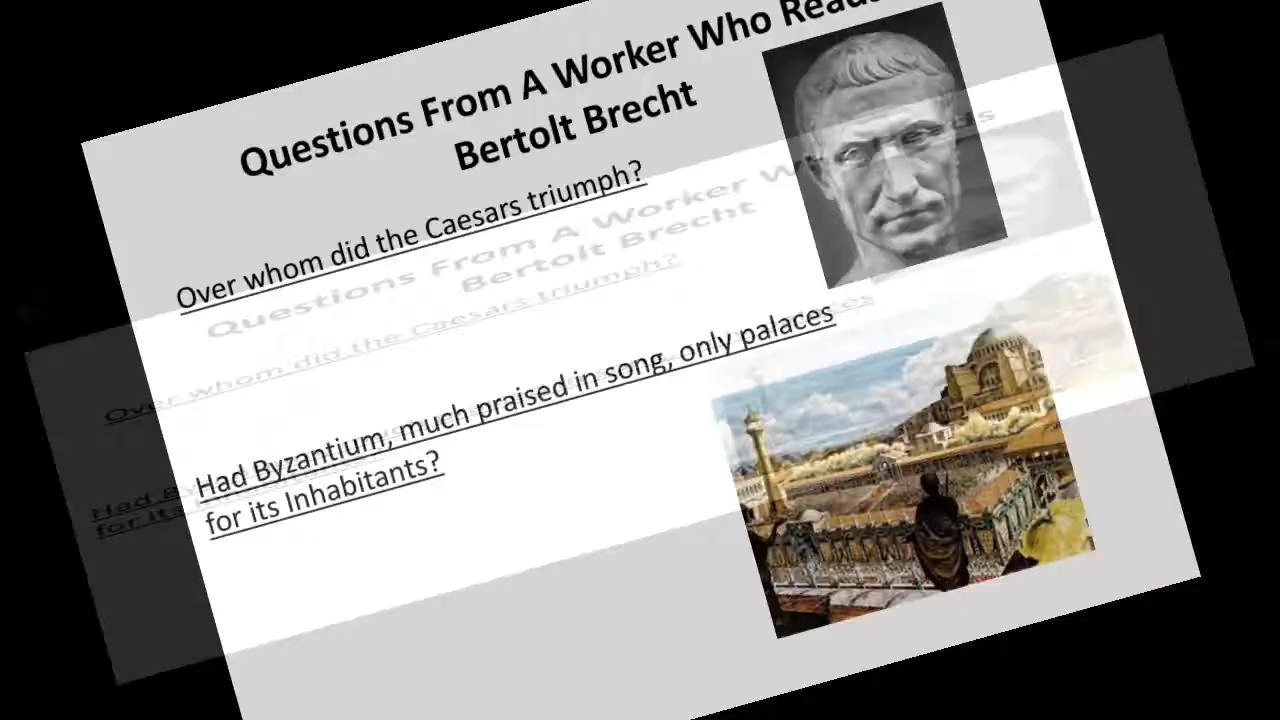 Questions From A Worker Who Reads
Bertolt Brecht
Over whom did the Caesars triumph?
Had Byzantium, much praised in song, only palaces
for its Inhabitants?